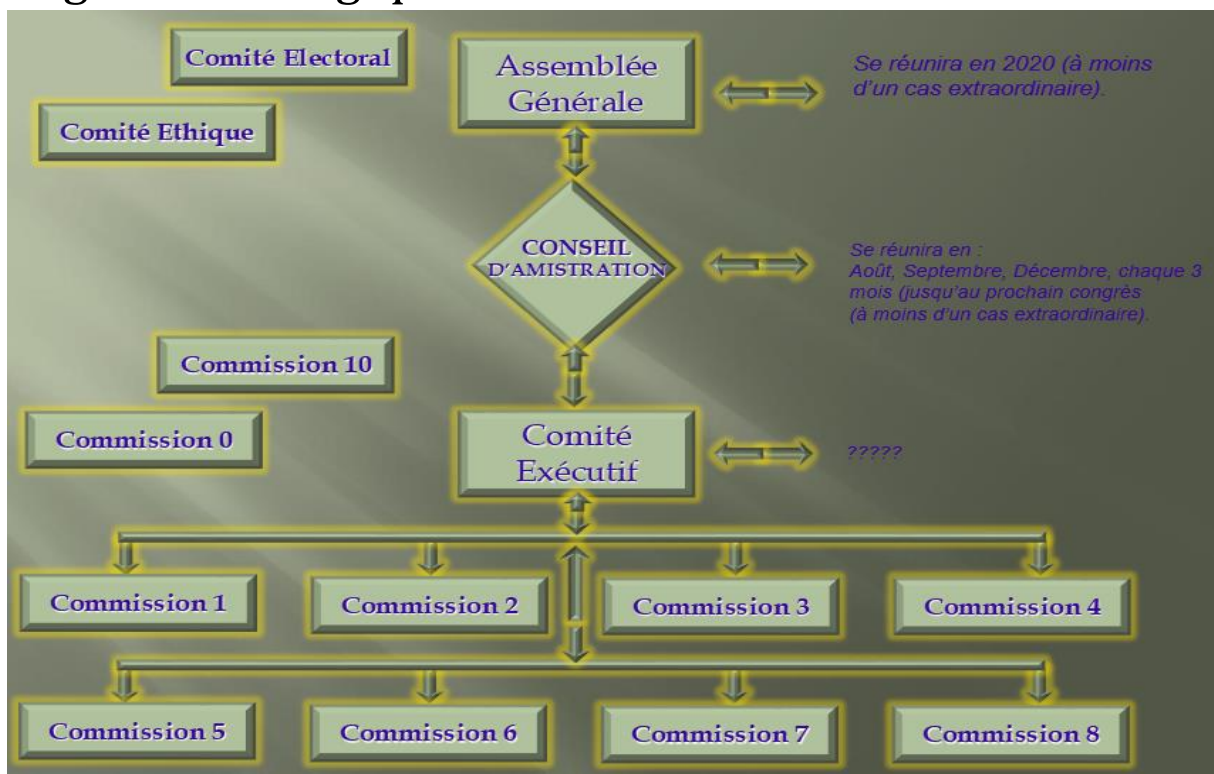 Comité Electoral
Assemblée
Générale
Se réunira en 2020 (à moins
d'un cas extraordinaire).
Comité Ethique
CONSEIL
D'AMISTRATION
Se réunira en :
Août, Septembre, Décembre, chaque 3
mois (jusqu'au prochain congrès
(à moins d'un cas extraordinaire).
Commission 10
Commission 0
Comité
Exécutif
?????
Commission 1
Commission 2
Commission 3
Commission 4
Commission 5
Commission 6
Commission 7
Commission 8